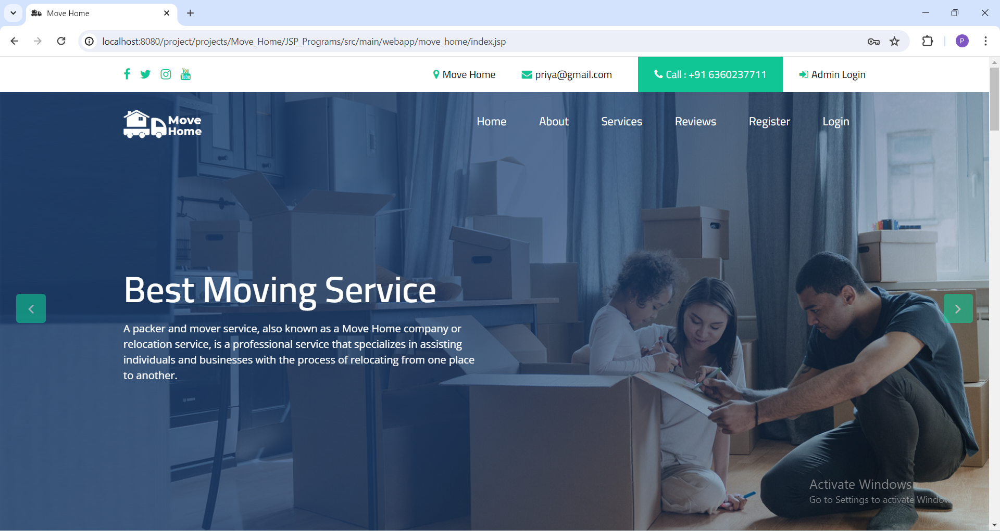 Move Home
localhost:8080/project/projects/Move_Home/JSP_Programs/src/main/webapp/move_home/index.jsp
P
You
Tube
Move Home
priya@gmail.com
Call : +91 6360237711
Admin Login
Move
Home
Home
About
Services
Reviews
Register
Login
Best Moving Service
A packer and mover service, also known as a Move Home company or
relocation service, is a professional service that specializes in assisting
individuals and businesses with the process of relocating from one place
to another.
BOSCH
Activate Windows
Go to Settings to activate Windows